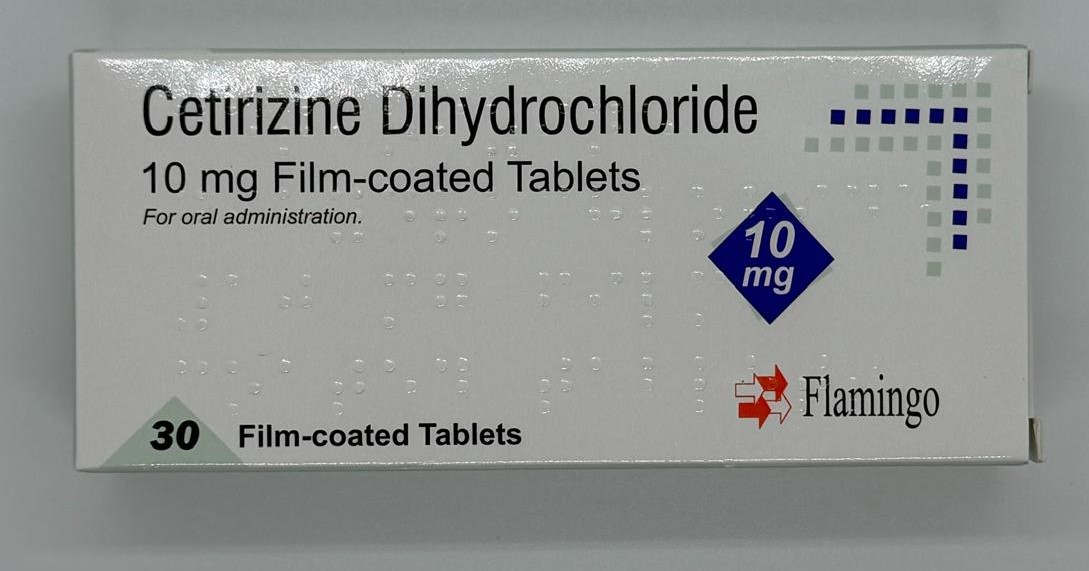 Cetirizine Dihydrochloride
10 mg Film-coated Tablets
For oral administration.
10
mg
Flamingo
30 Film-coated Tablets